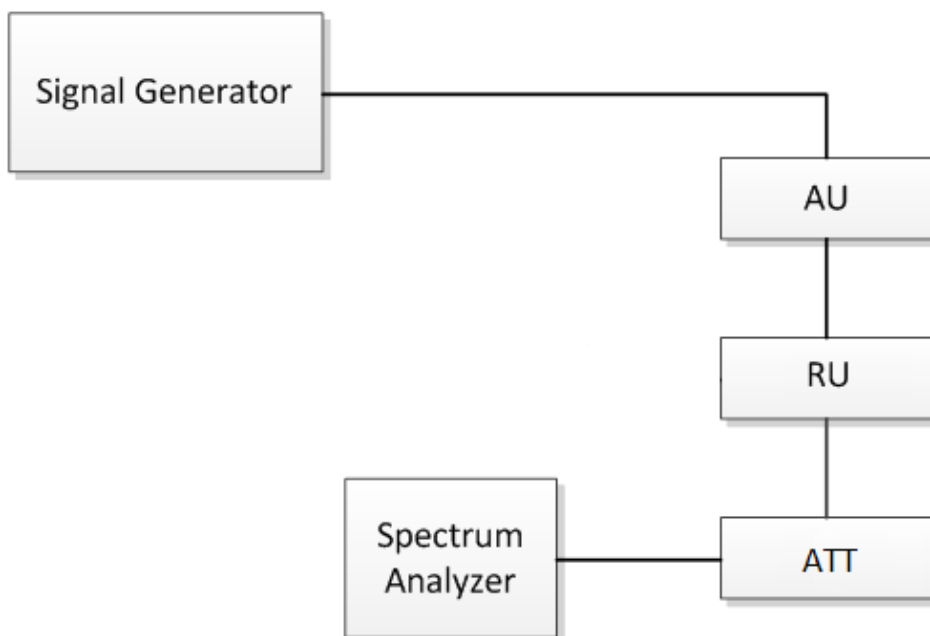 Signal Generator
AU
RU
Spectrum
Analyzer
ATT